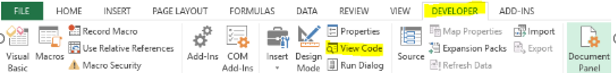 FILE HOME INSERT PAGE LAYOUT FORMULAS DATA REVIEW VIEW DEVELOPER ADD-INS
Record Macro Properties Map Properties Import
Use Relative References View Code Expansion Packs Export
Visual Basic Macros Macro Security Add-Ins COM Add-Ins Insert Design Mode Run Dialog Source Refresh Data Document Panel